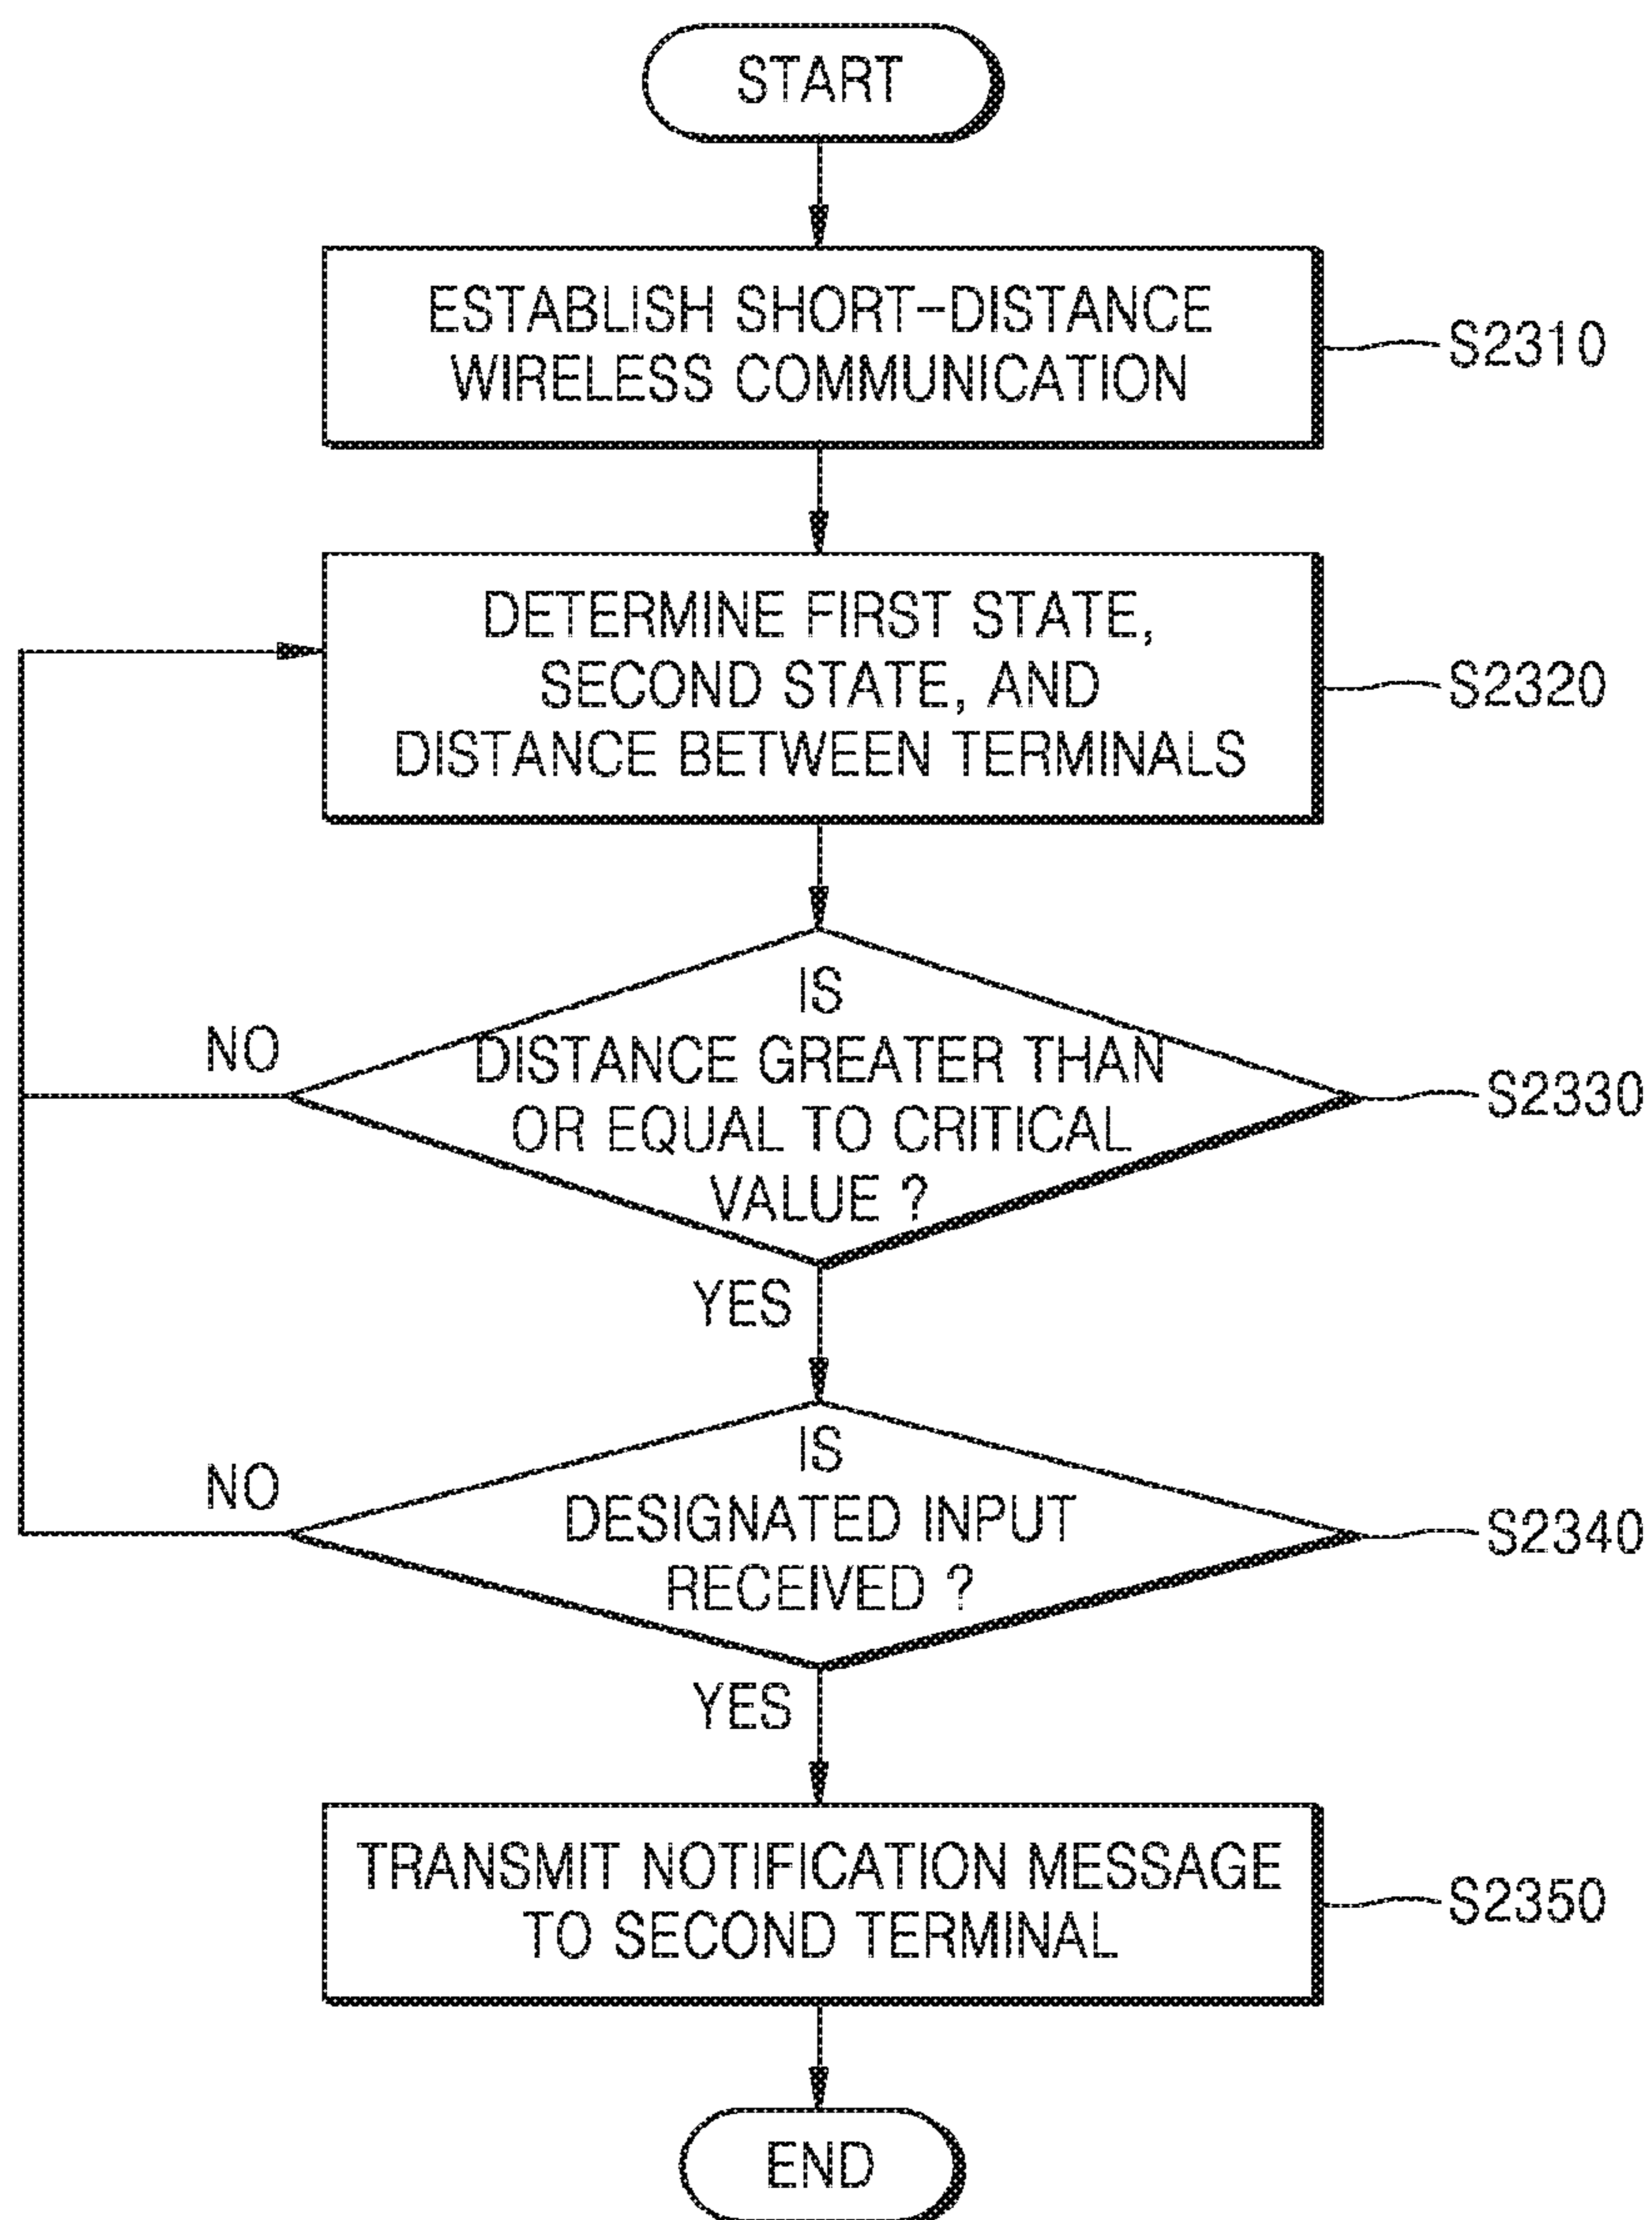 START
ESTABLISH SHORT-DISTANCE
WIRELESS COMMUNICATION
S2310
DETERMINE FIRST STATE,
SECOND STATE, AND
DISTANCE BETWEEN TERMINALS
S2320
IS
DISTANCE GREATER THAN
OR EQUAL TO CRITICAL
VALUE ?
NO
S2330
YES
IS
DESIGNATED INPUT
RECEIVED ?
NO
S2340
YES
TRANSMIT NOTIFICATION MESSAGE
TO SECOND TERMINAL
S2350
END